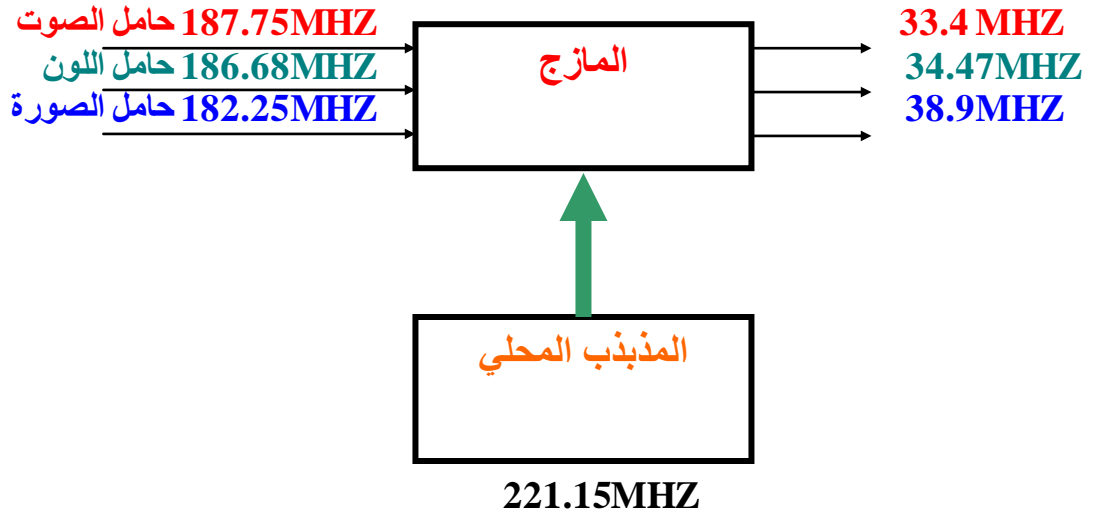 187.75MHZ حامل الصوت
186.68MHZ حامل اللون
182.25MHZ حامل الصورة
المازج
33.4 MHZ
34.47MHZ
38.9MHZ
المذبذب المحلي
221.15MHZ